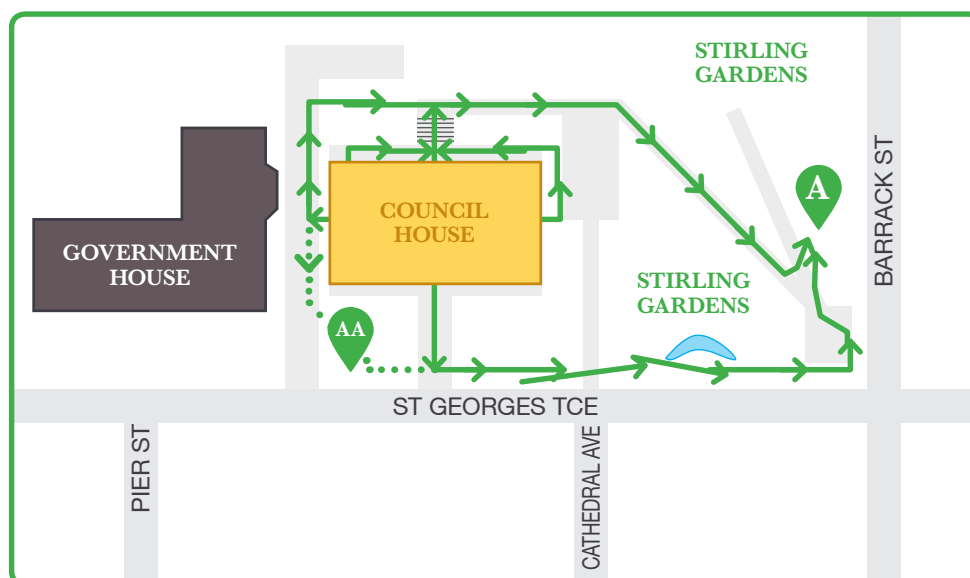 STIRLING
GARDENS
BARRACK ST
A
COUNCIL
HOUSE
GOVERNMENT
HOUSE
STIRLING
GARDENS
AA
ST GEORGES TCE
PIER ST
CATHEDRAL AVE